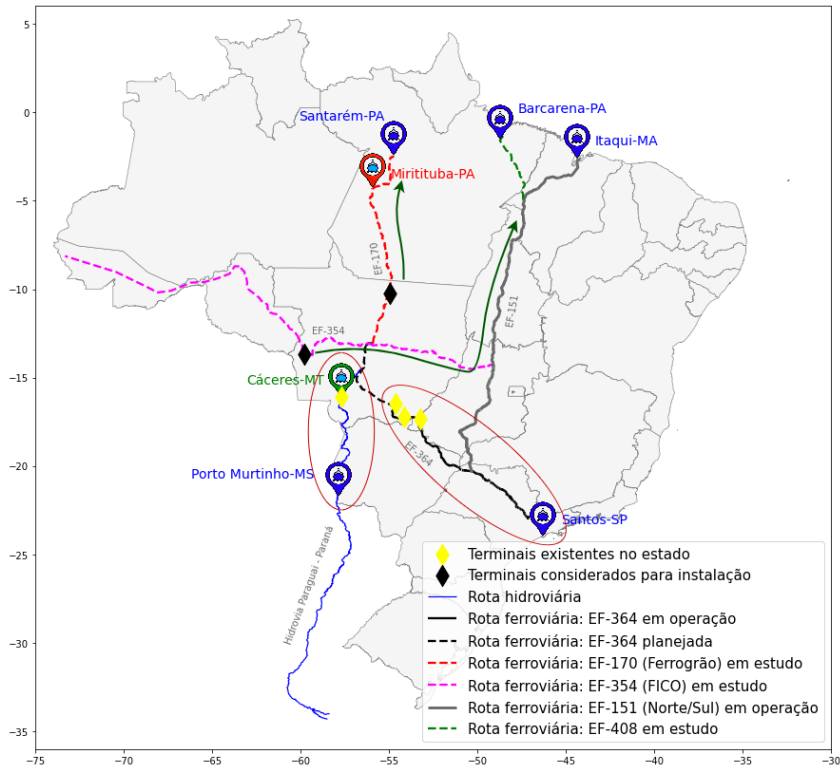 5
0
−5
−10
−15
−20
−25
−30
−35
−75
−70
−65
−60
−55
−50
−45
−40
−35
−30
Santarém-PA
Barcarena-PA
Itaqui-MA
Miritituba-PA
EF-170
EF-151
EF-354
Cáceres-MT
EF-364
Porto Murtinho-MS
Santos-SP
Hidrovia Paraguai - Paraná
Terminais existentes no estado
Terminais considerados para instalação
Rota hidroviária
Rota ferroviária: EF-364 em operação
Rota ferroviária: EF-364 planejada
Rota ferroviária: EF-170 (Ferrogrão) em estudo
Rota ferroviária: EF-354 (FICO) em estudo
Rota ferroviária: EF-151 (Norte/Sul) em operação
Rota ferroviária: EF-408 em estudo